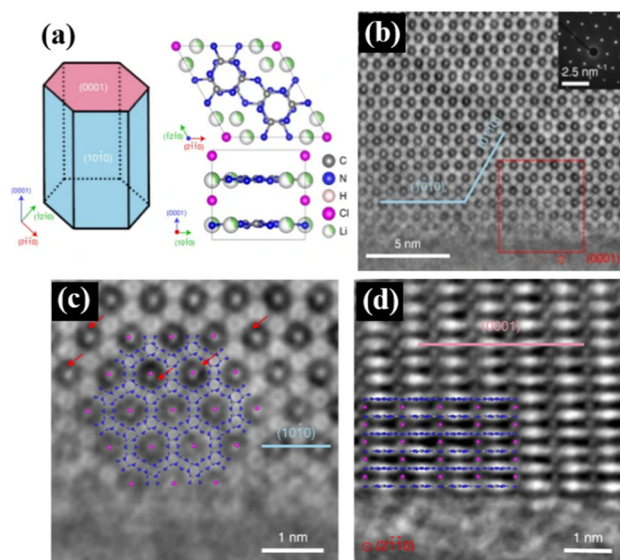 (a)
(0001)
(101̄0)
(0001)
(1̄21̄0)
(21̄1̄0)
(1̄21̄0)
(21̄1̄0)
(0001)
(101̄0)
C
N
H
Cl
Li
(b)
2.5 nm⁻¹
(101̄0)
5 nm
(0001)
(c)
(101̄0)
1 nm
(d)
(0001)
(21̄1̄0)
1 nm